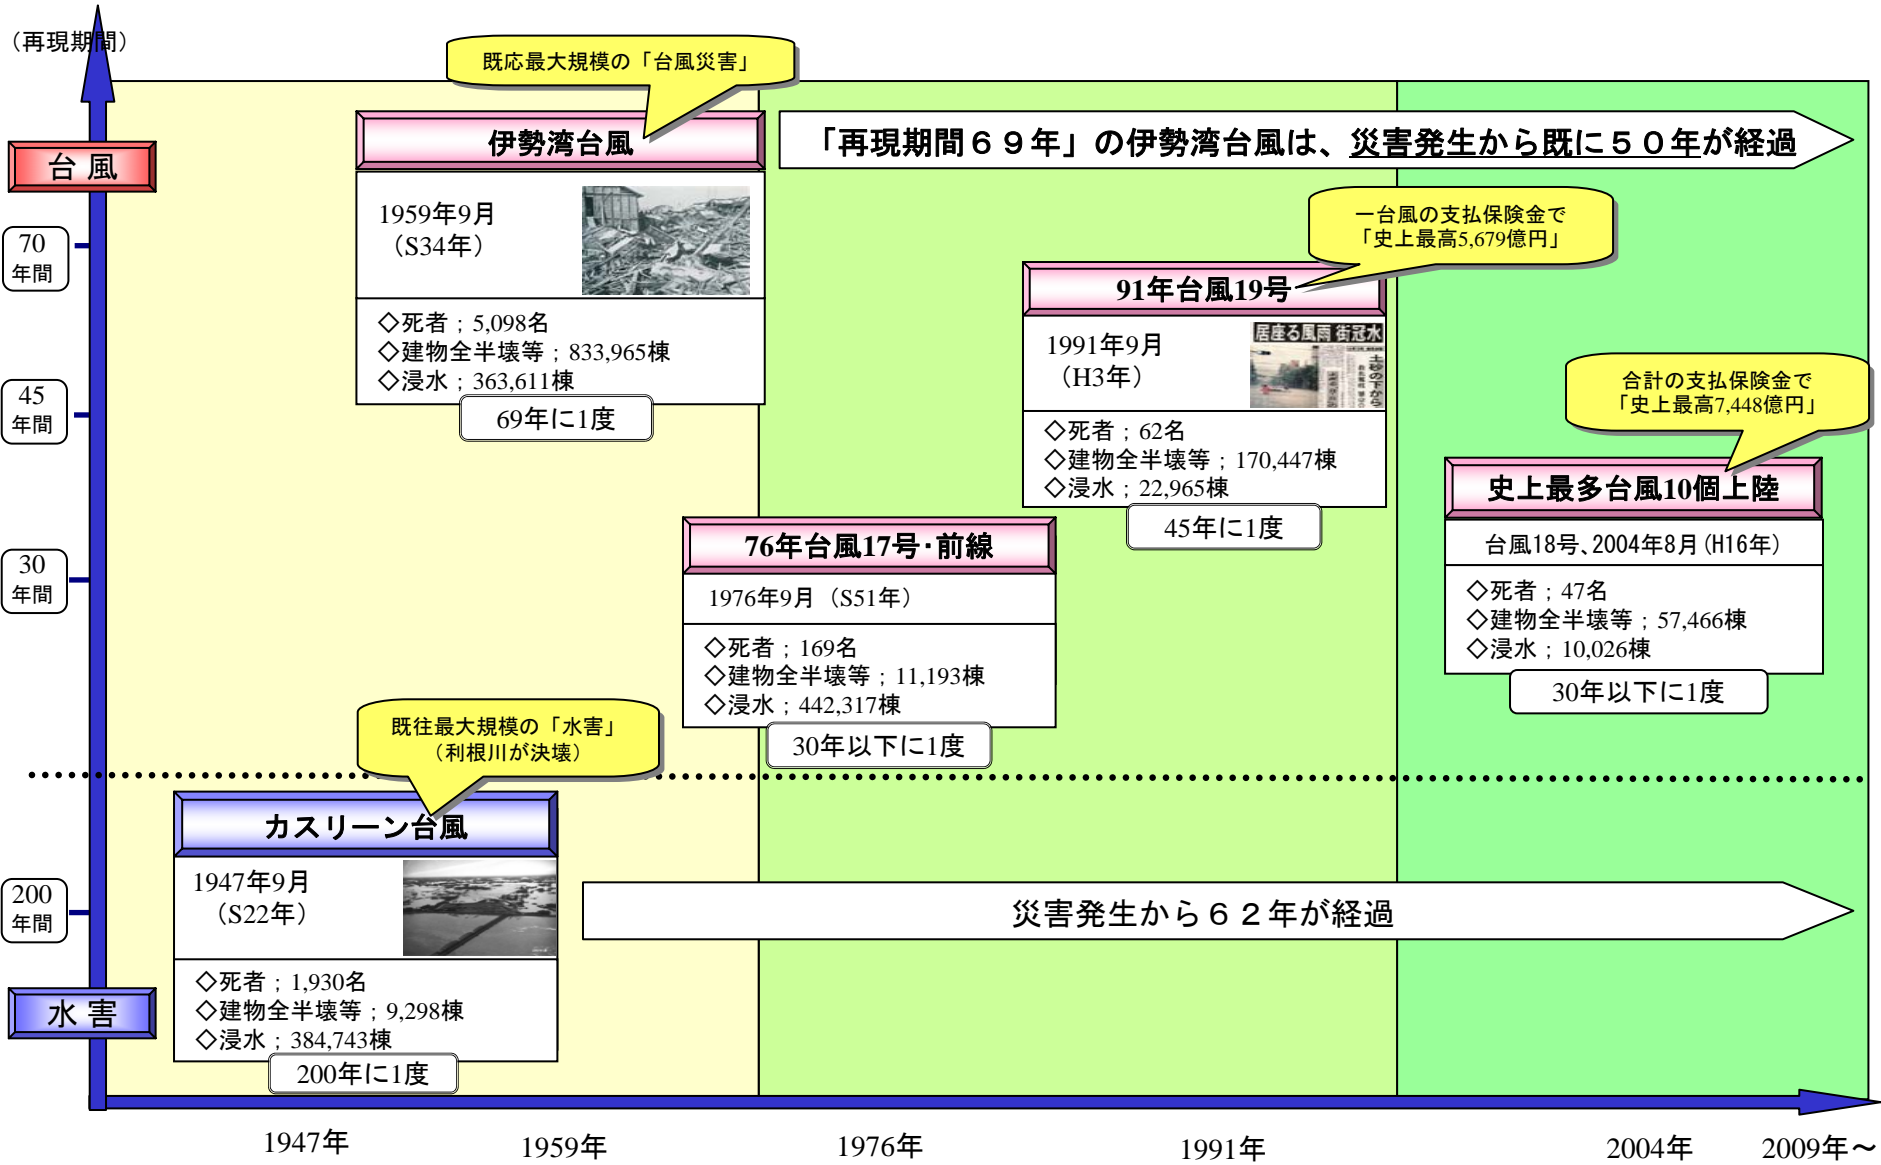 （再現期間）
既応最大規模の「台風災害」
伊勢湾台風
「再現期間６９年」の伊勢湾台風は、災害発生から既に５０年が経過
台 風
1959年9月
（S34年）
一台風の支払保険金で
「史上最高5,679億円」
70
年間
91年台風19号
◇死者；5,098名
◇建物全半壊等；833,965棟
◇浸水；363,611棟
69年に1度
1991年9月
（H3年）
居座る風雨 街冠水
土砂の下から
合計の支払保険金で
「史上最高7,448億円」
45
年間
◇死者；62名
◇建物全半壊等；170,447棟
◇浸水；22,965棟
45年に1度
史上最多台風10個上陸
台風18号、2004年8月（H16年）
◇死者；47名
◇建物全半壊等；57,466棟
◇浸水；10,026棟
30年以下に1度
30
年間
76年台風17号･前線
1976年9月（S51年）
◇死者；169名
◇建物全半壊等；11,193棟
◇浸水；442,317棟
30年以下に1度
既往最大規模の「水害」
（利根川が決壊）
カスリーン台風
1947年9月
（S22年）
200
年間
災害発生から６２年が経過
◇死者；1,930名
◇建物全半壊等；9,298棟
◇浸水；384,743棟
200年に1度
水 害
1947年
1959年
1976年
1991年
2004年
2009年～